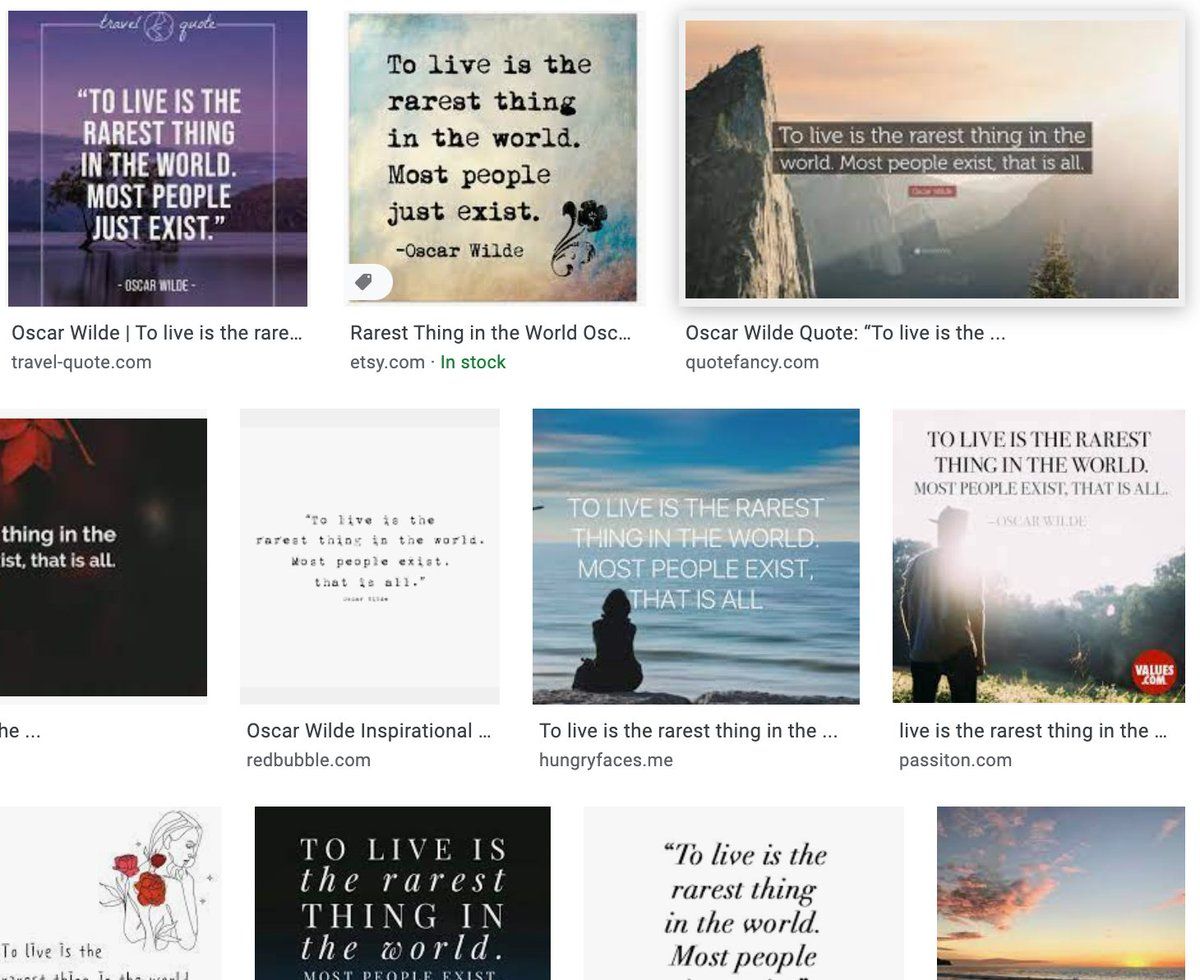 travel quote
“TO LIVE IS THE
RAREST THING
IN THE WORLD.
MOST PEOPLE
JUST EXIST.”
- OSCAR WILDE -
Oscar Wilde | To live is the rare...
travel-quote.com
To live is the
rarest thing
in the world.
Most people
just exist.
-Oscar Wilde
Rarest Thing in the World Osc...
etsy.com · In stock
To live is the rarest thing in the
world. Most people exist, that is all.
Oscar Wilde
Oscar Wilde Quote: “To live is the ...
quotefancy.com
thing in the
ist, that is all.
he ...
“To live is the
rarest thing in the world.
Most people exist.
that is all.”
Oscar Wilde
Oscar Wilde Inspirational ...
redbubble.com
TO LIVE IS THE RAREST
THING IN THE WORLD.
MOST PEOPLE EXIST,
THAT IS ALL
To live is the rarest thing in the ...
hungryfaces.me
TO LIVE IS THE RAREST
THING IN THE WORLD.
MOST PEOPLE EXIST, THAT IS ALL.
—OSCAR WILDE
VALUES
.COM
live is the rarest thing in the ...
passiton.com
To live is the
rarest thing in the world
TO LIVE IS
the rarest
THING IN
the world.
MOST PEOPLE EXIST,
“To live is the
rarest thing
in the world.
Most people